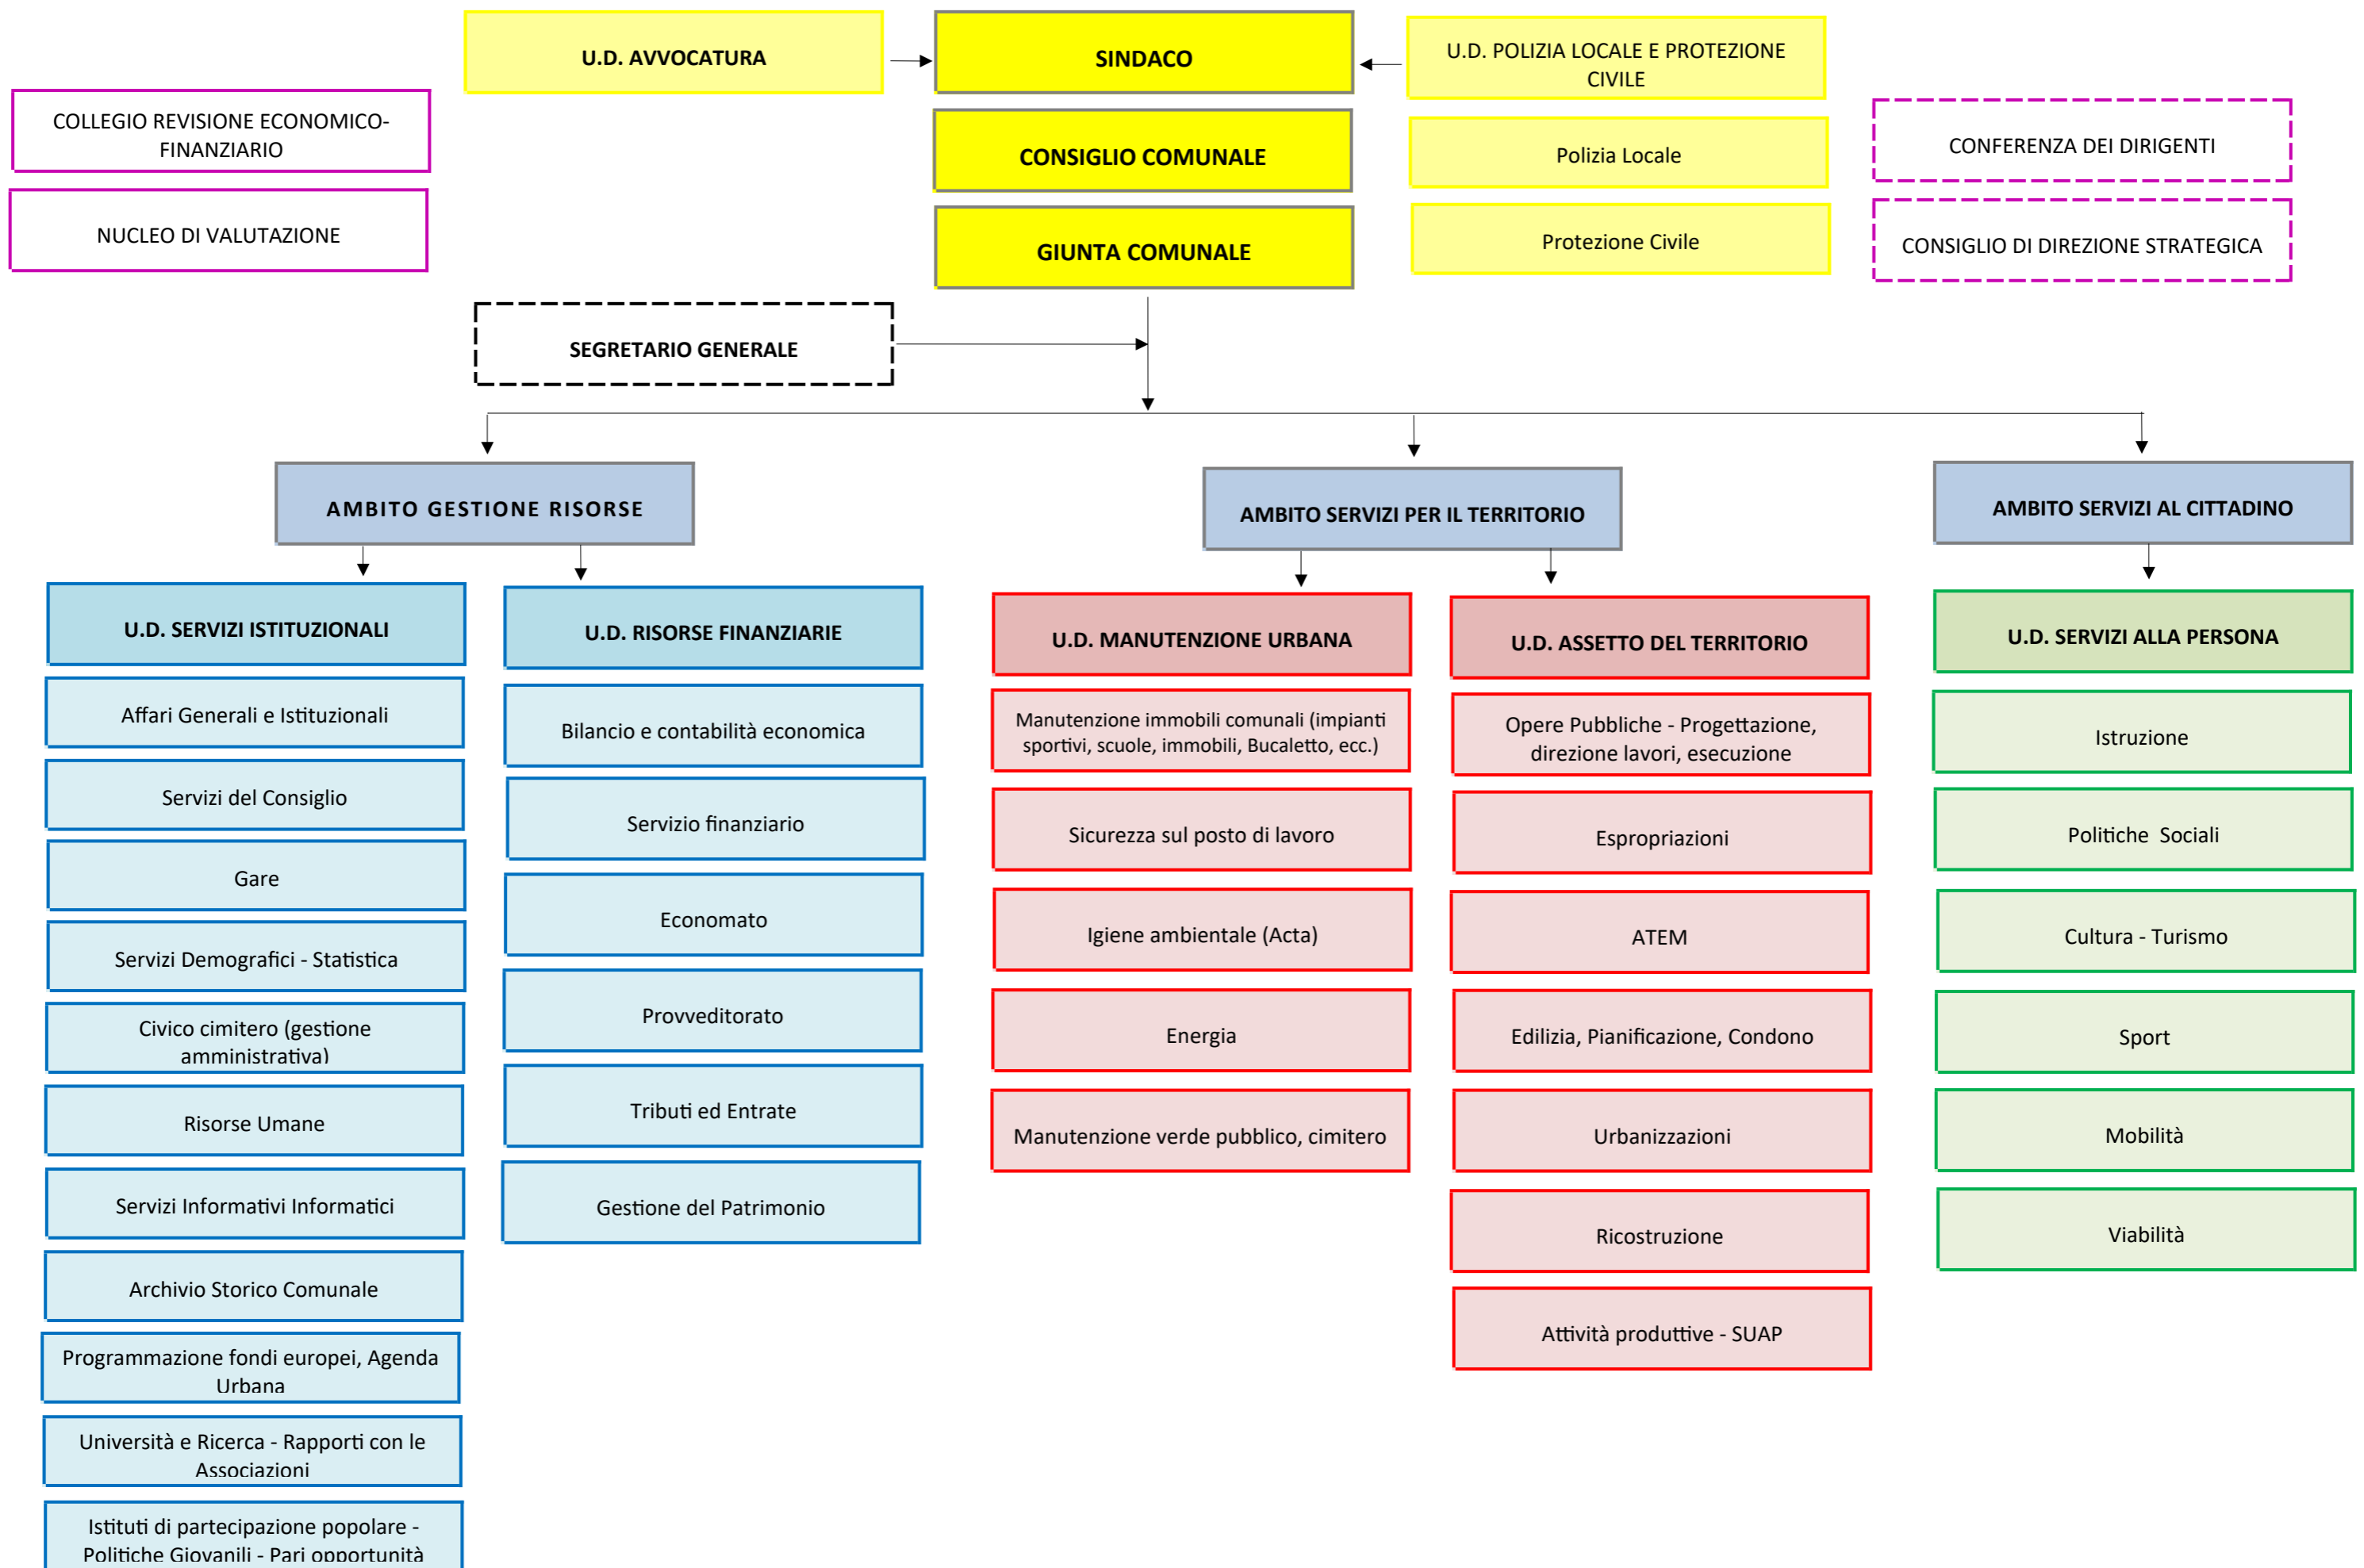 U.D. AVVOCATURA
SINDACO
U.D. POLIZIA LOCALE E PROTEZIONE
CIVILE
COLLEGIO REVISIONE ECONOMICO-
FINANZIARIO
CONSIGLIO COMUNALE
Polizia Locale
CONFERENZA DEI DIRIGENTI
NUCLEO DI VALUTAZIONE
GIUNTA COMUNALE
Protezione Civile
CONSIGLIO DI DIREZIONE STRATEGICA
SEGRETARIO GENERALE
AMBITO GESTIONE RISORSE
AMBITO SERVIZI PER IL TERRITORIO
AMBITO SERVIZI AL CITTADINO
U.D. SERVIZI ISTITUZIONALI
Affari Generali e Istituzionali
Servizi del Consiglio
Gare
Servizi Demografici - Statistica
Civico cimitero (gestione
amministrativa)
Risorse Umane
Servizi Informativi Informatici
Archivio Storico Comunale
Programmazione fondi europei, Agenda
Urbana
Università e Ricerca - Rapporti con le
Associazioni
Istituti di partecipazione popolare -
Politiche Giovanili - Pari opportunità
U.D. RISORSE FINANZIARIE
Bilancio e contabilità economica
Servizio finanziario
Economato
Provveditorato
Tributi ed Entrate
Gestione del Patrimonio
U.D. MANUTENZIONE URBANA
Manutenzione immobili comunali (impianti
sportivi, scuole, immobili, Bucaletto, ecc.)
Sicurezza sul posto di lavoro
Igiene ambientale (Acta)
Energia
Manutenzione verde pubblico, cimitero
U.D. ASSETTO DEL TERRITORIO
Opere Pubbliche - Progettazione,
direzione lavori, esecuzione
Espropriazioni
ATEM
Edilizia, Pianificazione, Condono
Urbanizzazioni
Ricostruzione
Attività produttive - SUAP
U.D. SERVIZI ALLA PERSONA
Istruzione
Politiche  Sociali
Cultura - Turismo
Sport
Mobilità
Viabilità